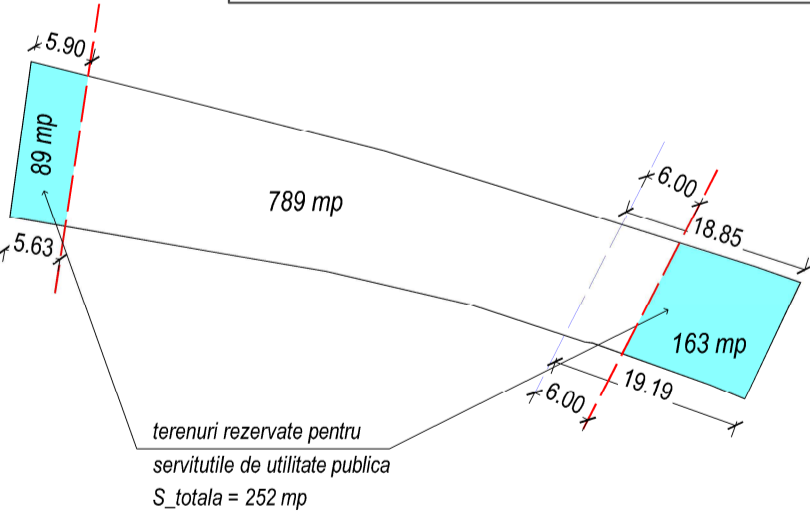 5.90
89 mp
5.63
789 mp
6.00
18.85
163 mp
19.19
6.00
terenuri rezervate pentru
servitutile de utilitate publica
S_totala = 252 mp